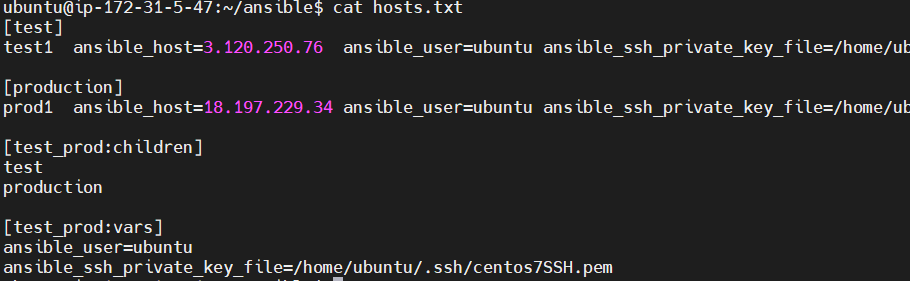 ubuntu@ip-172-31-5-47:~/ansible$ cat hosts.txt
[test]
test1  ansible_host=3.120.250.76  ansible_user=ubuntu ansible_ssh_private_key_file=/home/ub
[production]
prod1  ansible_host=18.197.229.34 ansible_user=ubuntu ansible_ssh_private_key_file=/home/ub
[test_prod:children]
test
production
[test_prod:vars]
ansible_user=ubuntu
ansible_ssh_private_key_file=/home/ubuntu/.ssh/centos7SSH.pem